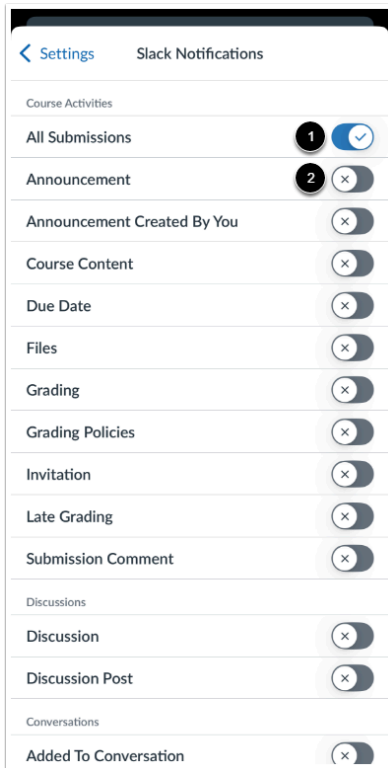 Settings Slack Notifications
Course Activities
All Submissions 1
Announcement 2
Announcement Created By You
Course Content
Due Date
Files
Grading
Grading Policies
Invitation
Late Grading
Submission Comment
Discussions
Discussion
Discussion Post
Conversations
Added To Conversation